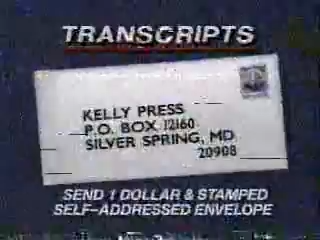 TRANSCRIPTS
KELLY PRESS
P.O. BOX 12160
SILVER SPRING, MD
20908
SEND 1 DOLLAR & STAMPED
SELF-ADDRESSED ENVELOPE